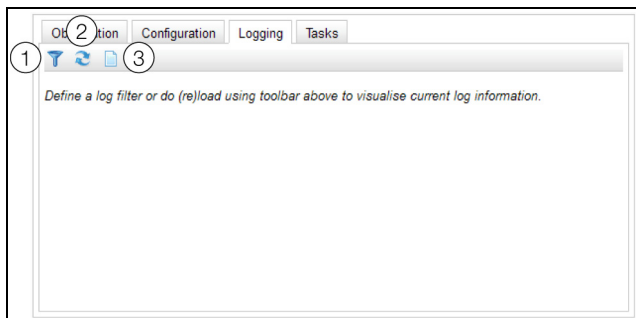 Ob 2 tion Configuration Logging Tasks
1 3
Define a log filter or do (re)load using toolbar above to visualise current log information.